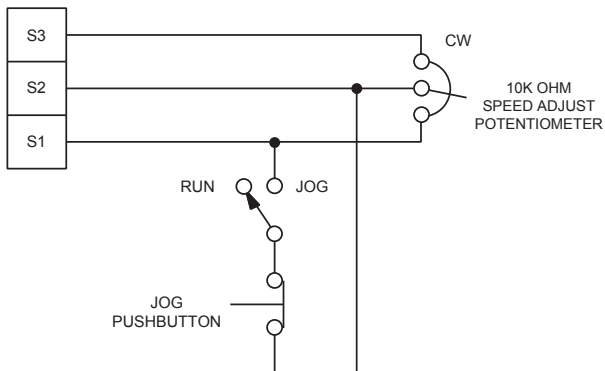 S3
CW
S2
10K OHM
SPEED ADJUST
POTENTIOMETER
S1
RUN
JOG
JOG
PUSHBUTTON